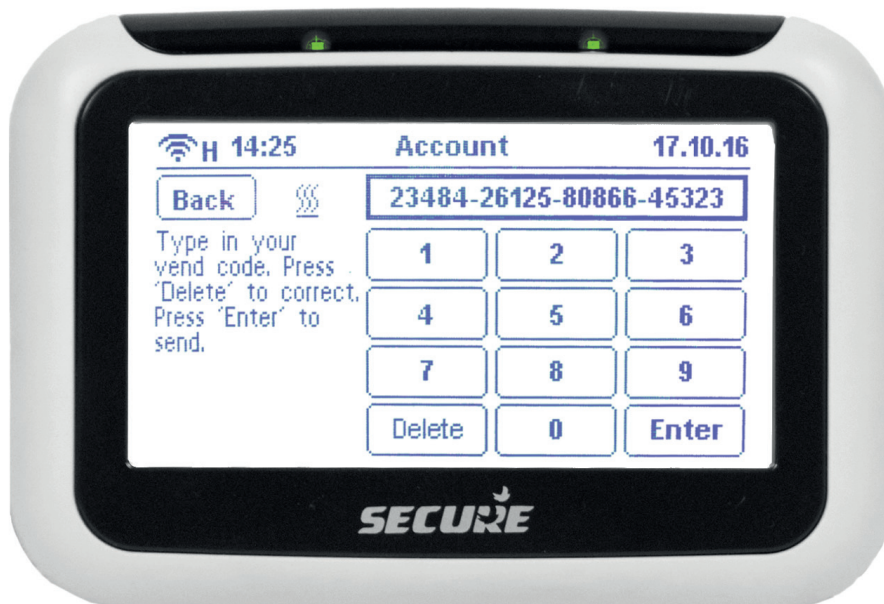 H 14:25 Account 17.10.16
Back 23484-26125-80866-45323
Type in your
vend code. Press
'Delete' to correct.
Press 'Enter' to
send.
1 2 3
4 5 6
7 8 9
Delete 0 Enter
SECURE